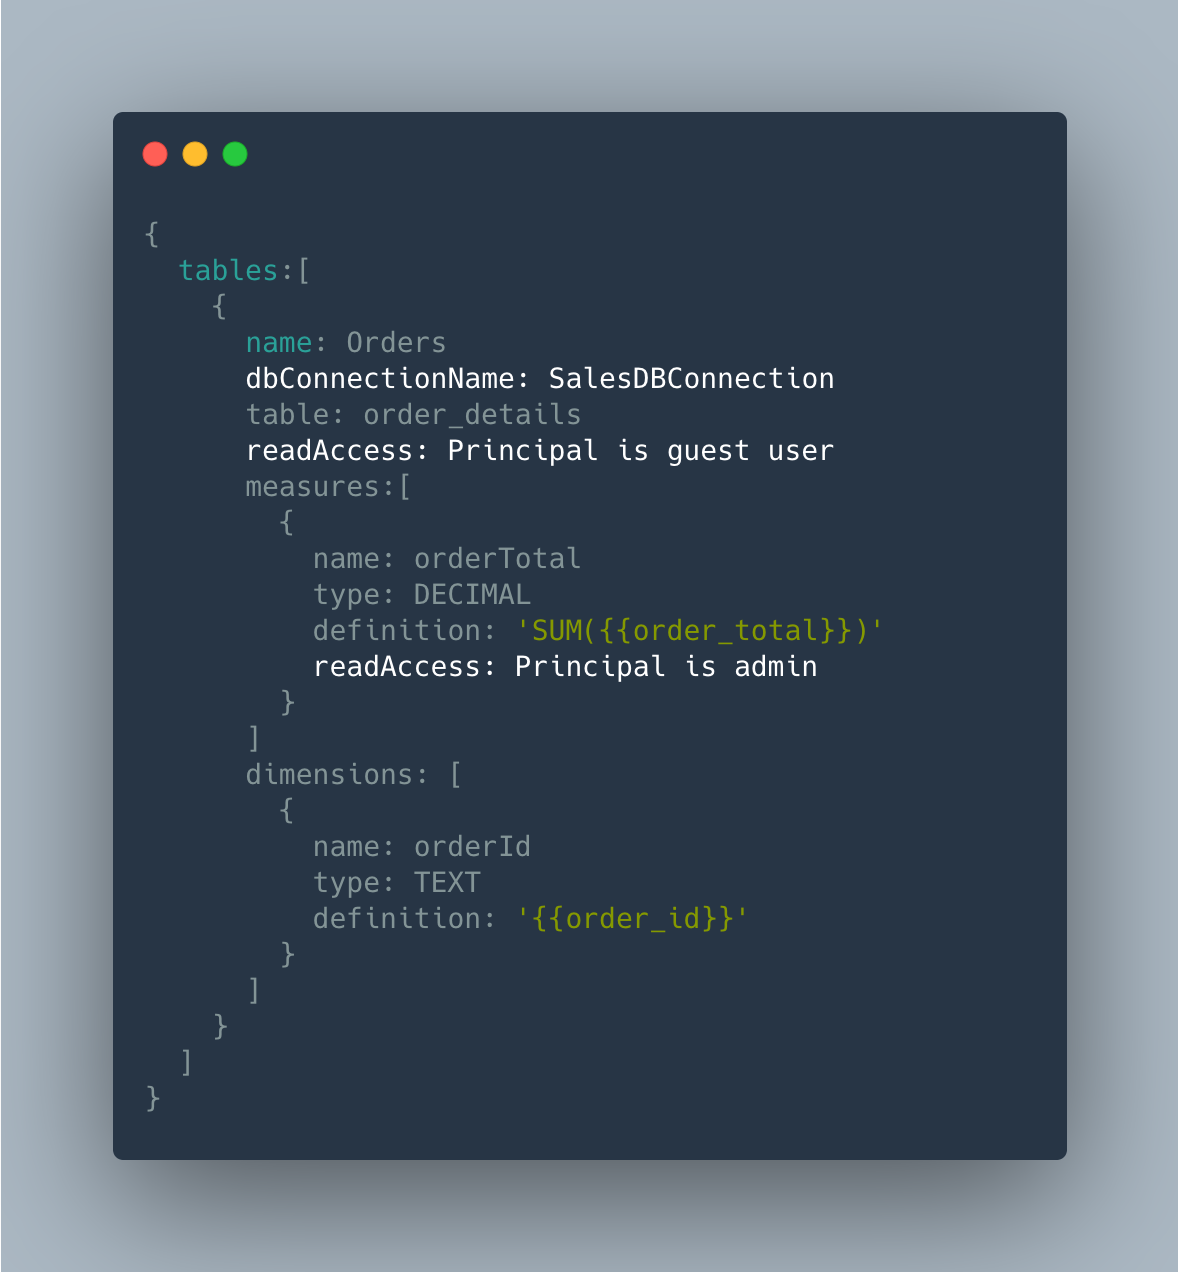 {
  tables:[
    {
      name: Orders
      dbConnectionName: SalesDBConnection
      table: order_details
      readAccess: Principal is guest user
      measures:[
        {
          name: orderTotal
          type: DECIMAL
          definition: 'SUM({{order_total}})'
          readAccess: Principal is admin
        }
      ]
      dimensions: [
        {
          name: orderId
          type: TEXT
          definition: '{{order_id}}'
        }
      ]
    }
  ]
}